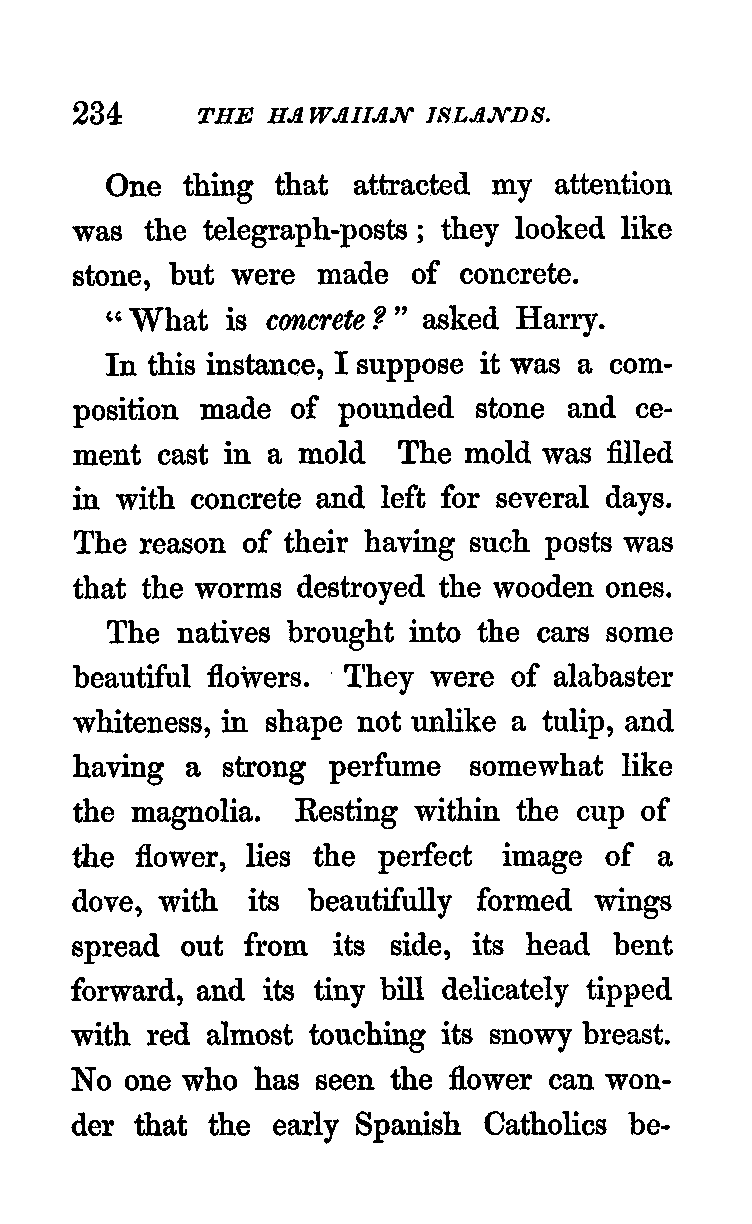 234 THE HAWAIIAN ISLANDS.
One thing that attracted my attention
was the telegraph-posts ; they looked like
stone, but were made of concrete.
“What is concrete?” asked Harry.
In this instance, I suppose it was a com-
position made of pounded stone and ce-
ment cast in a mold The mold was filled
in with concrete and left for several days.
The reason of their having such posts was
that the worms destroyed the wooden ones.
The natives brought into the cars some
beautiful flowers. They were of alabaster
whiteness, in shape not unlike a tulip, and
having a strong perfume somewhat like
the magnolia. Resting within the cup of
the flower, lies the perfect image of a
dove, with its beautifully formed wings
spread out from its side, its head bent
forward, and its tiny bill delicately tipped
with red almost touching its snowy breast.
No one who has seen the flower can won-
der that the early Spanish Catholics be-